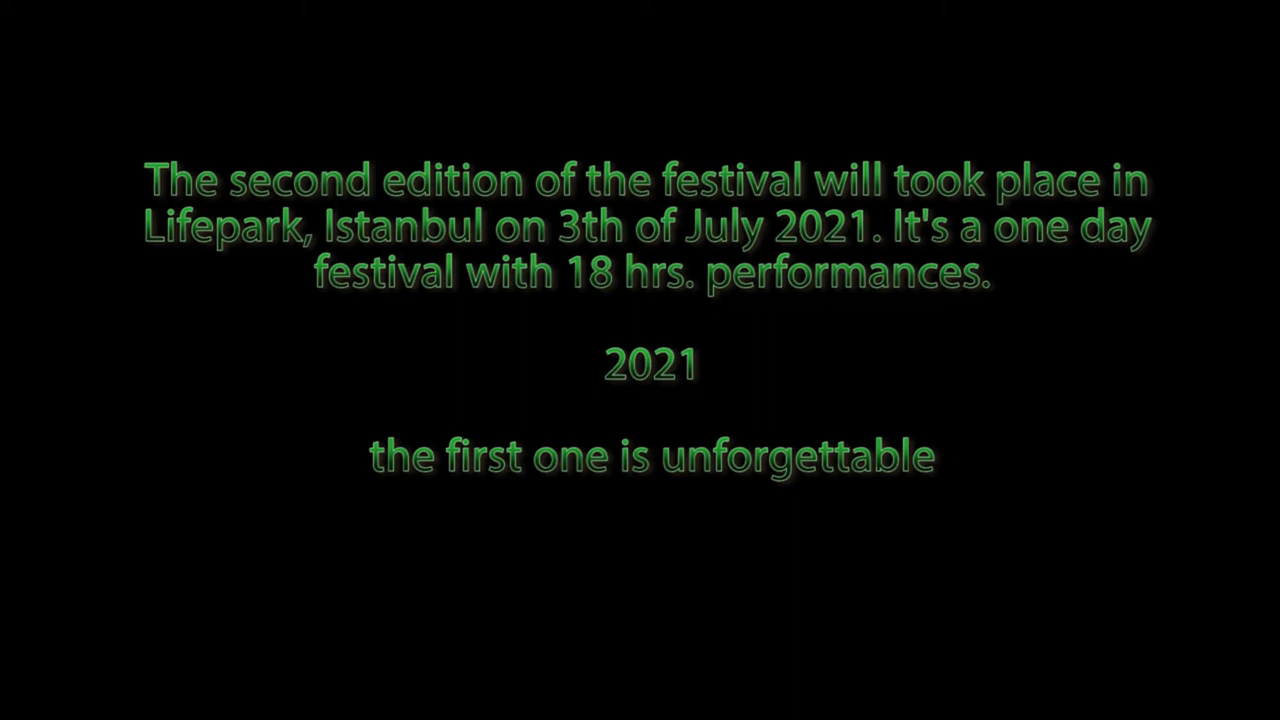 The second edition of the festival will took place in
Lifepark, Istanbul on 3th of July 2021. It's a one day
festival with 18 hrs. performances.
2021
the first one is unforgettable